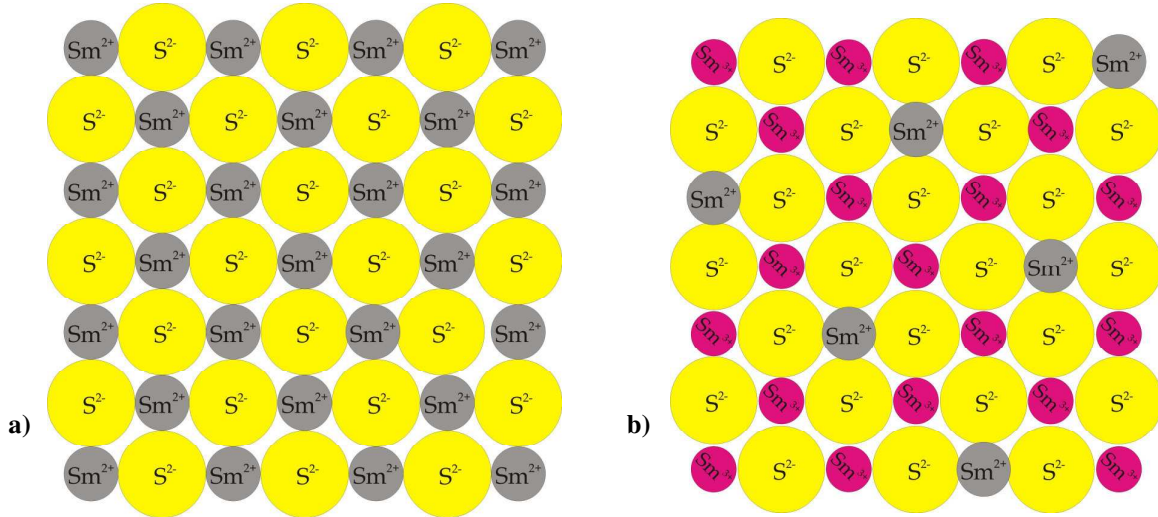 Sm²⁺ S²⁻ Sm²⁺ S²⁻ Sm²⁺ S²⁻ Sm²⁺
S²⁻ Sm²⁺ S²⁻ Sm²⁺ S²⁻ Sm²⁺ S²⁻
Sm²⁺ S²⁻ Sm²⁺ S²⁻ Sm²⁺ S²⁻ Sm²⁺
S²⁻ Sm²⁺ S²⁻ Sm²⁺ S²⁻ Sm²⁺ S²⁻
Sm²⁺ S²⁻ Sm²⁺ S²⁻ Sm²⁺ S²⁻ Sm²⁺
S²⁻ Sm²⁺ S²⁻ Sm²⁺ S²⁻ Sm²⁺ S²⁻
a)
Sm²⁺ S²⁻ Sm²⁺ S²⁻ Sm²⁺ S²⁻ Sm²⁺
Sm³⁺ S²⁻ Sm³⁺ S²⁻ Sm³⁺ S²⁻ Sm²⁺
S²⁻ Sm³⁺ S²⁻ Sm²⁺ S²⁻ Sm³⁺ S²⁻
Sm²⁺ S²⁻ Sm³⁺ S²⁻ Sm³⁺ S²⁻ Sm³⁺
S²⁻ Sm³⁺ S²⁻ Sm³⁺ S²⁻ Sm²⁺ S²⁻
Sm³⁺ S²⁻ Sm²⁺ S²⁻ Sm³⁺ S²⁻ Sm³⁺
S²⁻ Sm³⁺ S²⁻ Sm³⁺ S²⁻ Sm³⁺ S²⁻
b)
Sm³⁺ S²⁻ Sm³⁺ S²⁻ Sm²⁺ S²⁻ Sm³⁺